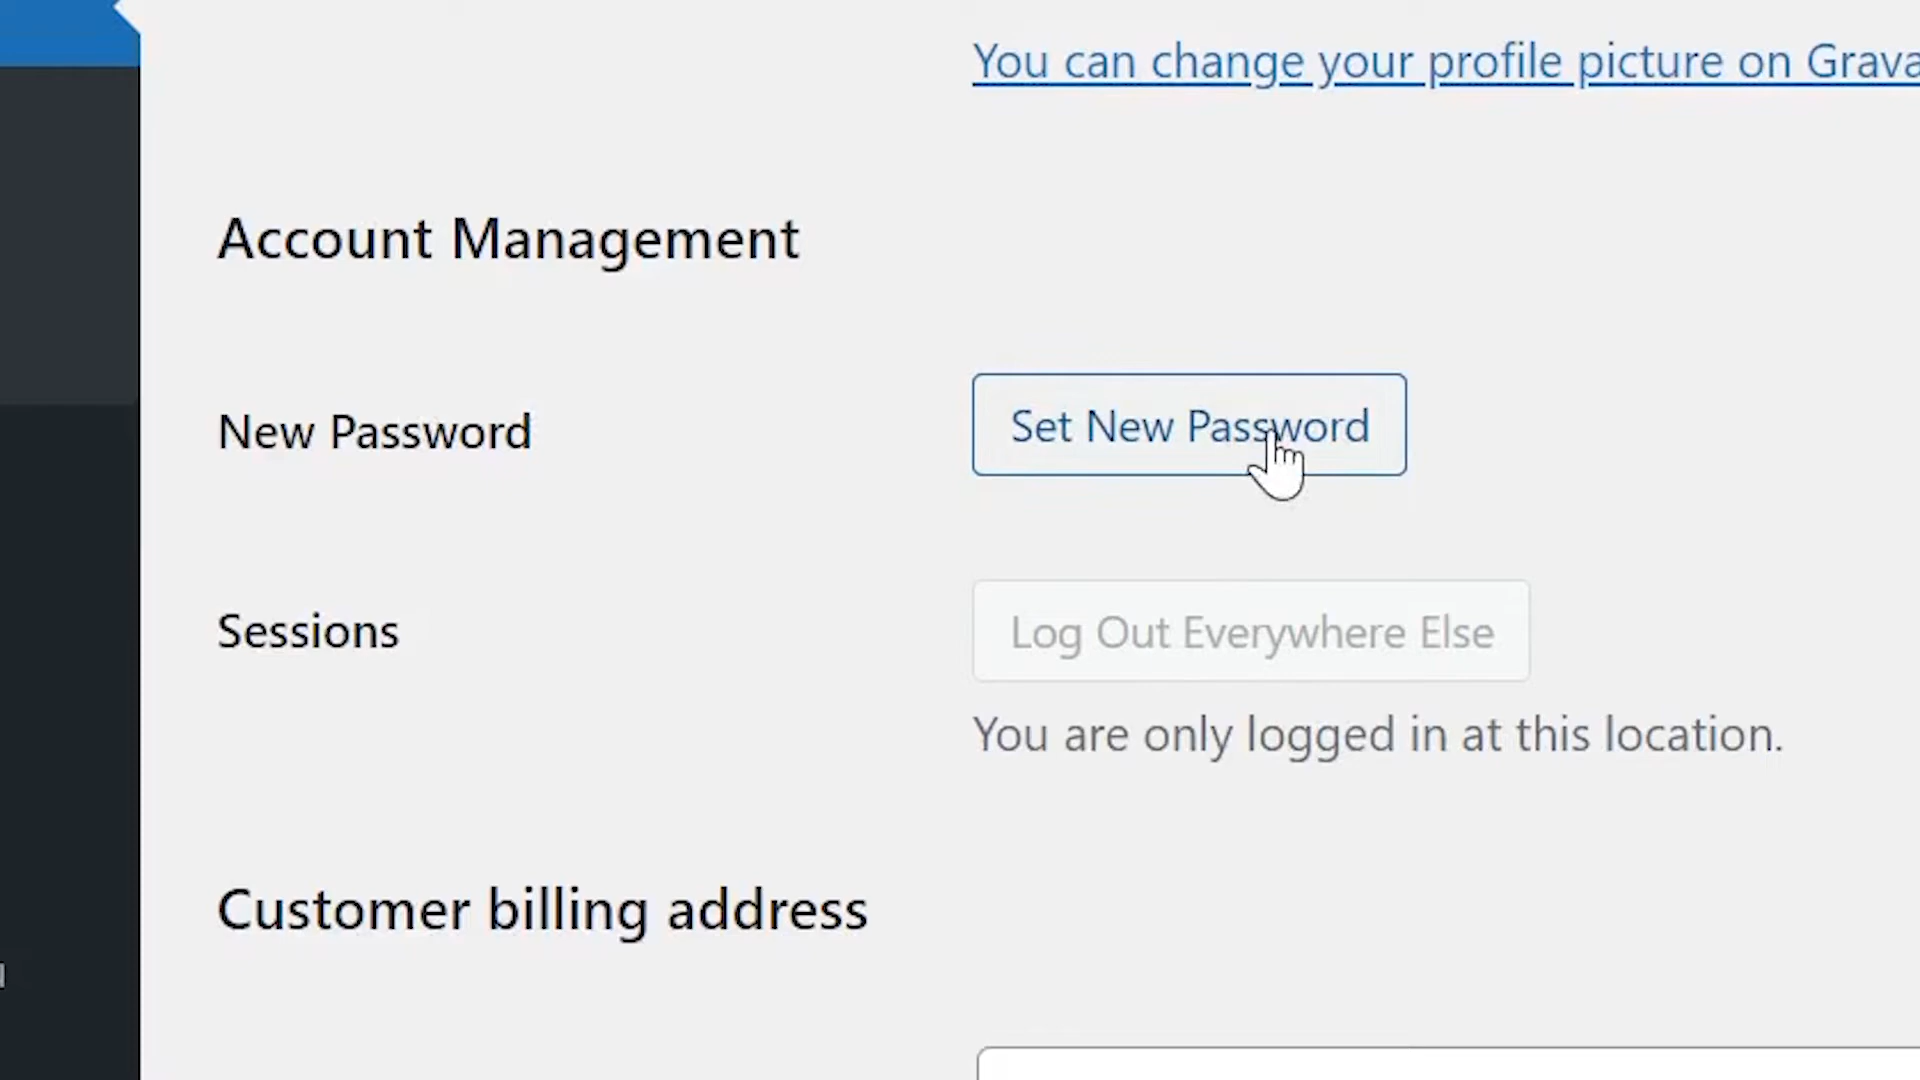 You can change your profile picture on Grava
Account Management
New Password
Set New Password
Sessions
Log Out Everywhere Else
You are only logged in at this location.
Customer billing address